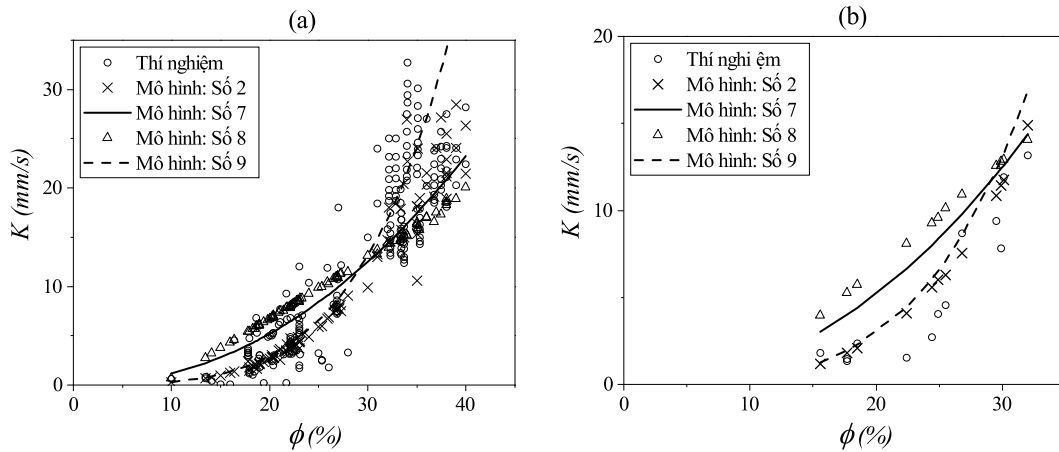 (a)
K (mm/s)
30
20
10
0
Thí nghiệm
Mô hình: Số 2
Mô hình: Số 7
Mô hình: Số 8
Mô hình: Số 9
0 10 20 30 40
ϕ (%)
(b)
K (mm/s)
20
10
0
Thí nghi ệm
Mô hình: Số 2
Mô hình: Số 7
Mô hình: Số 8
Mô hình: Số 9
0 10 20 30
ϕ (%)